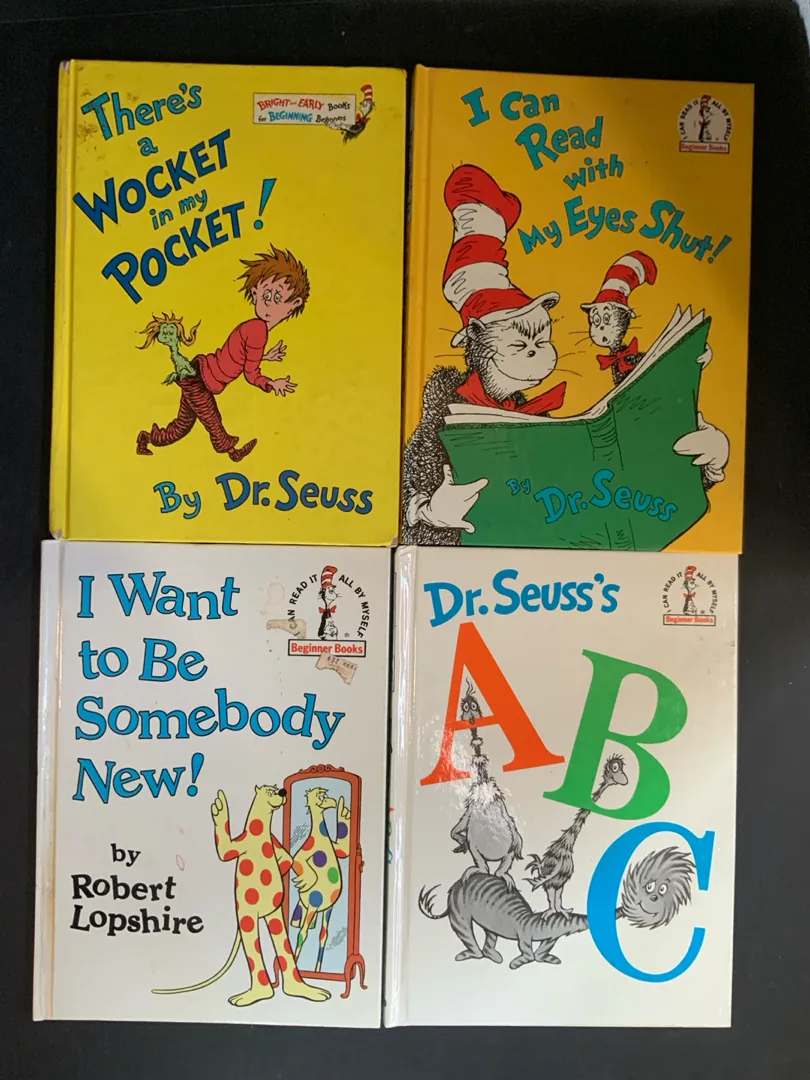 There's
a
WOCKET
in my
POCKET!
BRIGHT and EARLY Books
for BEGINNING Beginners
By Dr. Seuss
I Can
Read
with
My Eyes Shut!
I CAN READ IT ALL BY MYSELF
Beginner Books
By Dr. Seuss
I Want
to Be
Somebody
New!
I CAN READ IT ALL BY MYSELF
Beginner Books
by
Robert
Lopshire
Dr. Seuss's
I CAN READ IT ALL BY MYSELF
Beginner Books
A
B
C